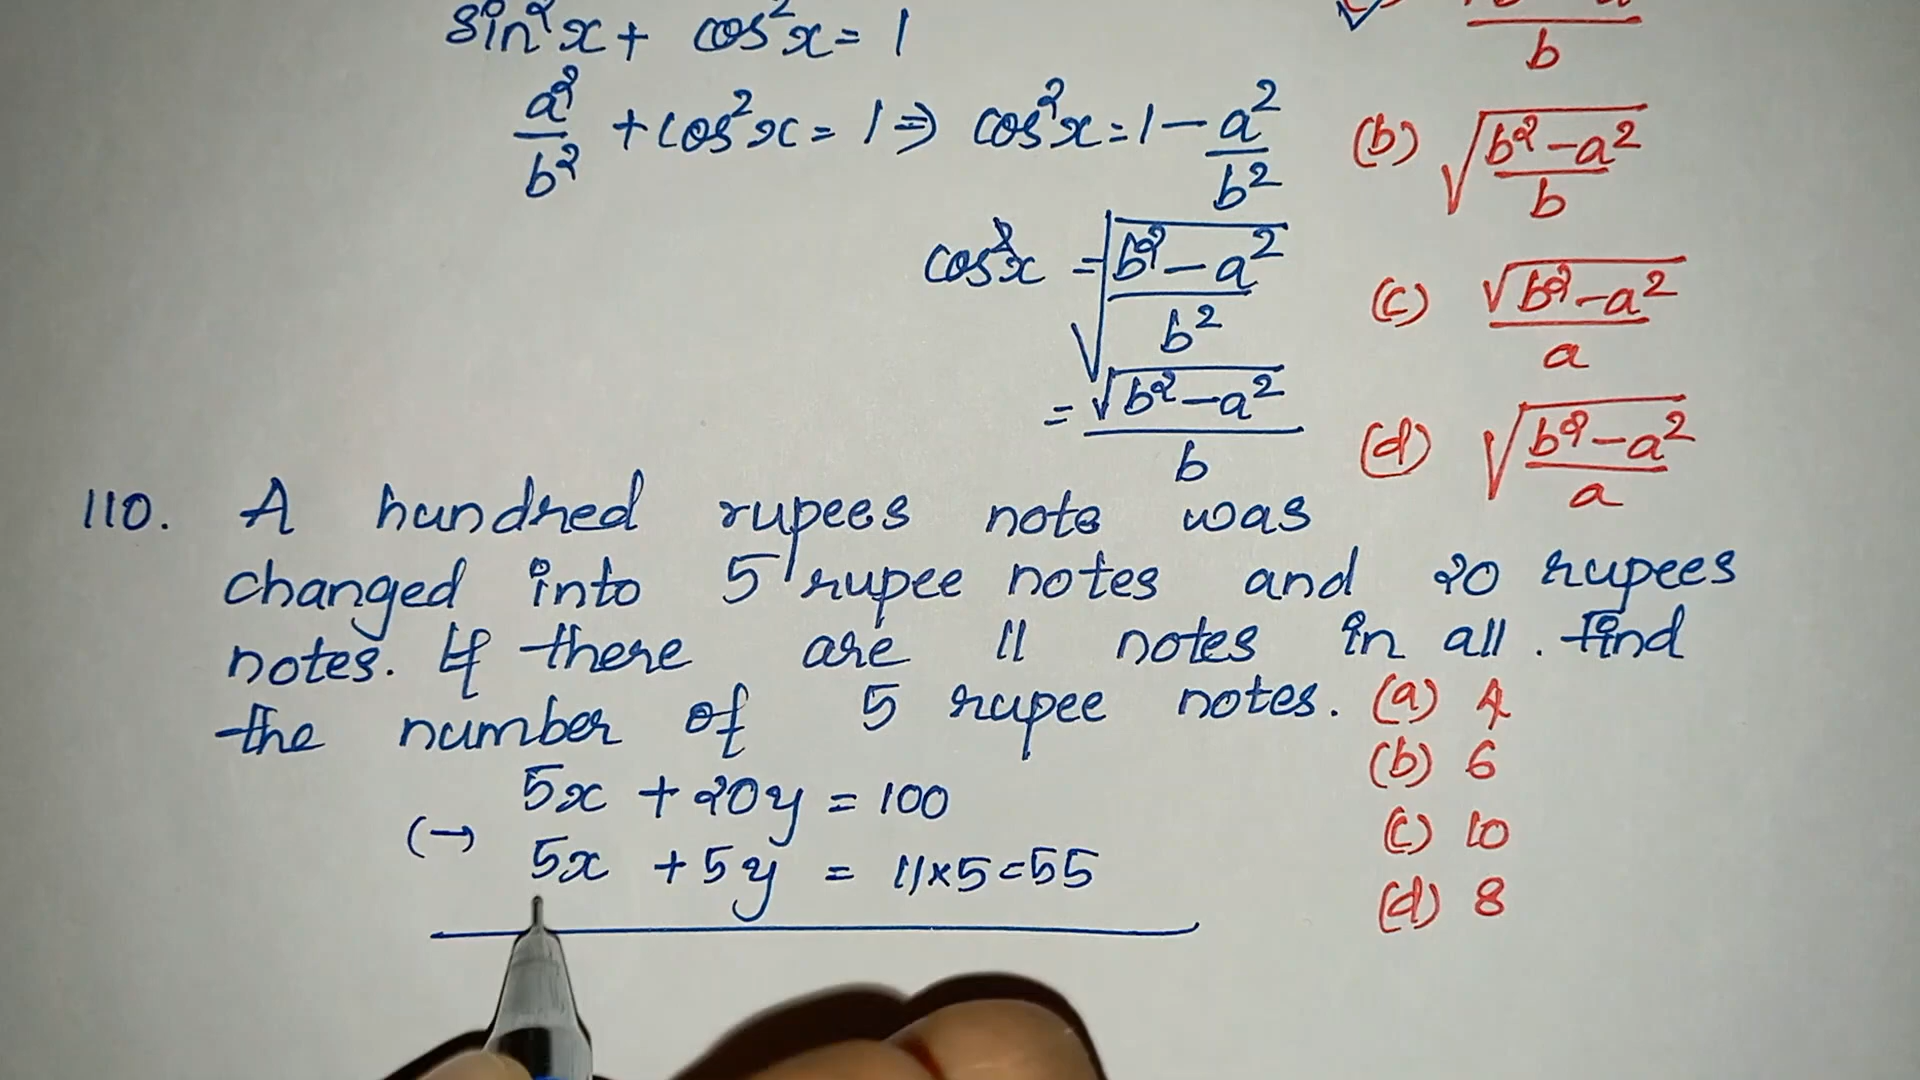 sin²x + cos²x = 1
a²/b² + cos²x = 1 ⇒ cos²x = 1 - a²/b²
cos²x = √(b² - a²/b²)
= √(b² - a²)/b
b
(b) √(b² - a²/b)
(c) √(b² - a²)/a
(d) √(b² - a²/a)
110. A hundred rupees note was
changed into 5 rupee notes and 20 rupees
notes. If there are 11 notes in all. Find
the number of 5 rupee notes.
(a) 4
(b) 6
(c) 10
(d) 8
5x + 20y = 100
(-) 5x + 5y = 11×5=55